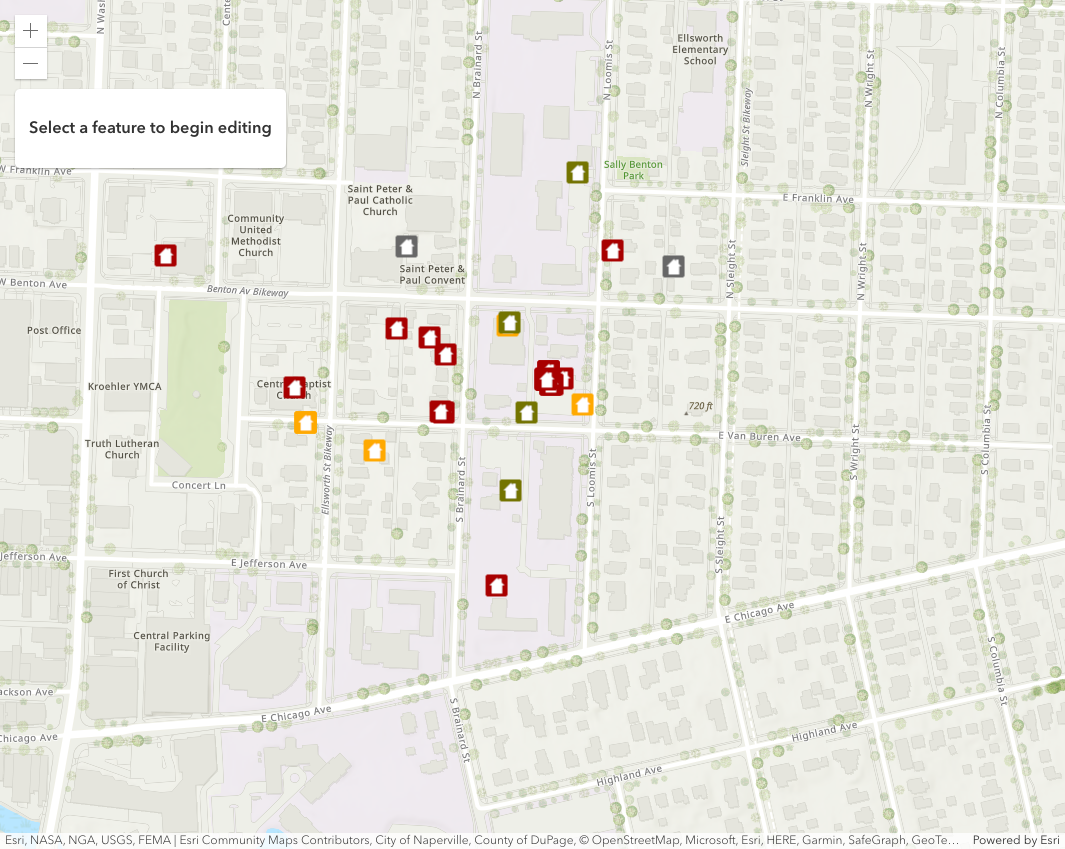 Select a feature to begin editing
N Brainard St
N Loomis St
Ellsworth
Elementary
School
N Wright St
N Columbia St
Sleight St Bikeway
W Franklin Ave
Sally Benton
Park
Saint Peter &
Paul Catholic
Church
E Franklin Ave
Community
United
Methodist
Church
N Sleight St
N Wright St
Saint Peter &
Paul Convent
W Benton Ave
Benton Av Bikeway
Post Office
Kroehler YMCA
720 ft
E Van Buren Ave
Truth Lutheran
Church
Ellsworth St Bikeway
S Brainard St
S Loomis St
S Wright St
S Columbia St
Concert Ln
S Sleight St
Jefferson Ave
E Jefferson Ave
First Church
of Christ
E Chicago Ave
Central Parking
Facility
S Columbia St
ackson Ave
E Chicago Ave
S Brainard St
Chicago Ave
Highland Ave
Highland Ave
Esri, NASA, NGA, USGS, FEMA | Esri Community Maps Contributors, City of Naperville, County of DuPage, © OpenStreetMap, Microsoft, Esri, HERE, Garmin, SafeGraph, GeoTe…
Powered by Esri